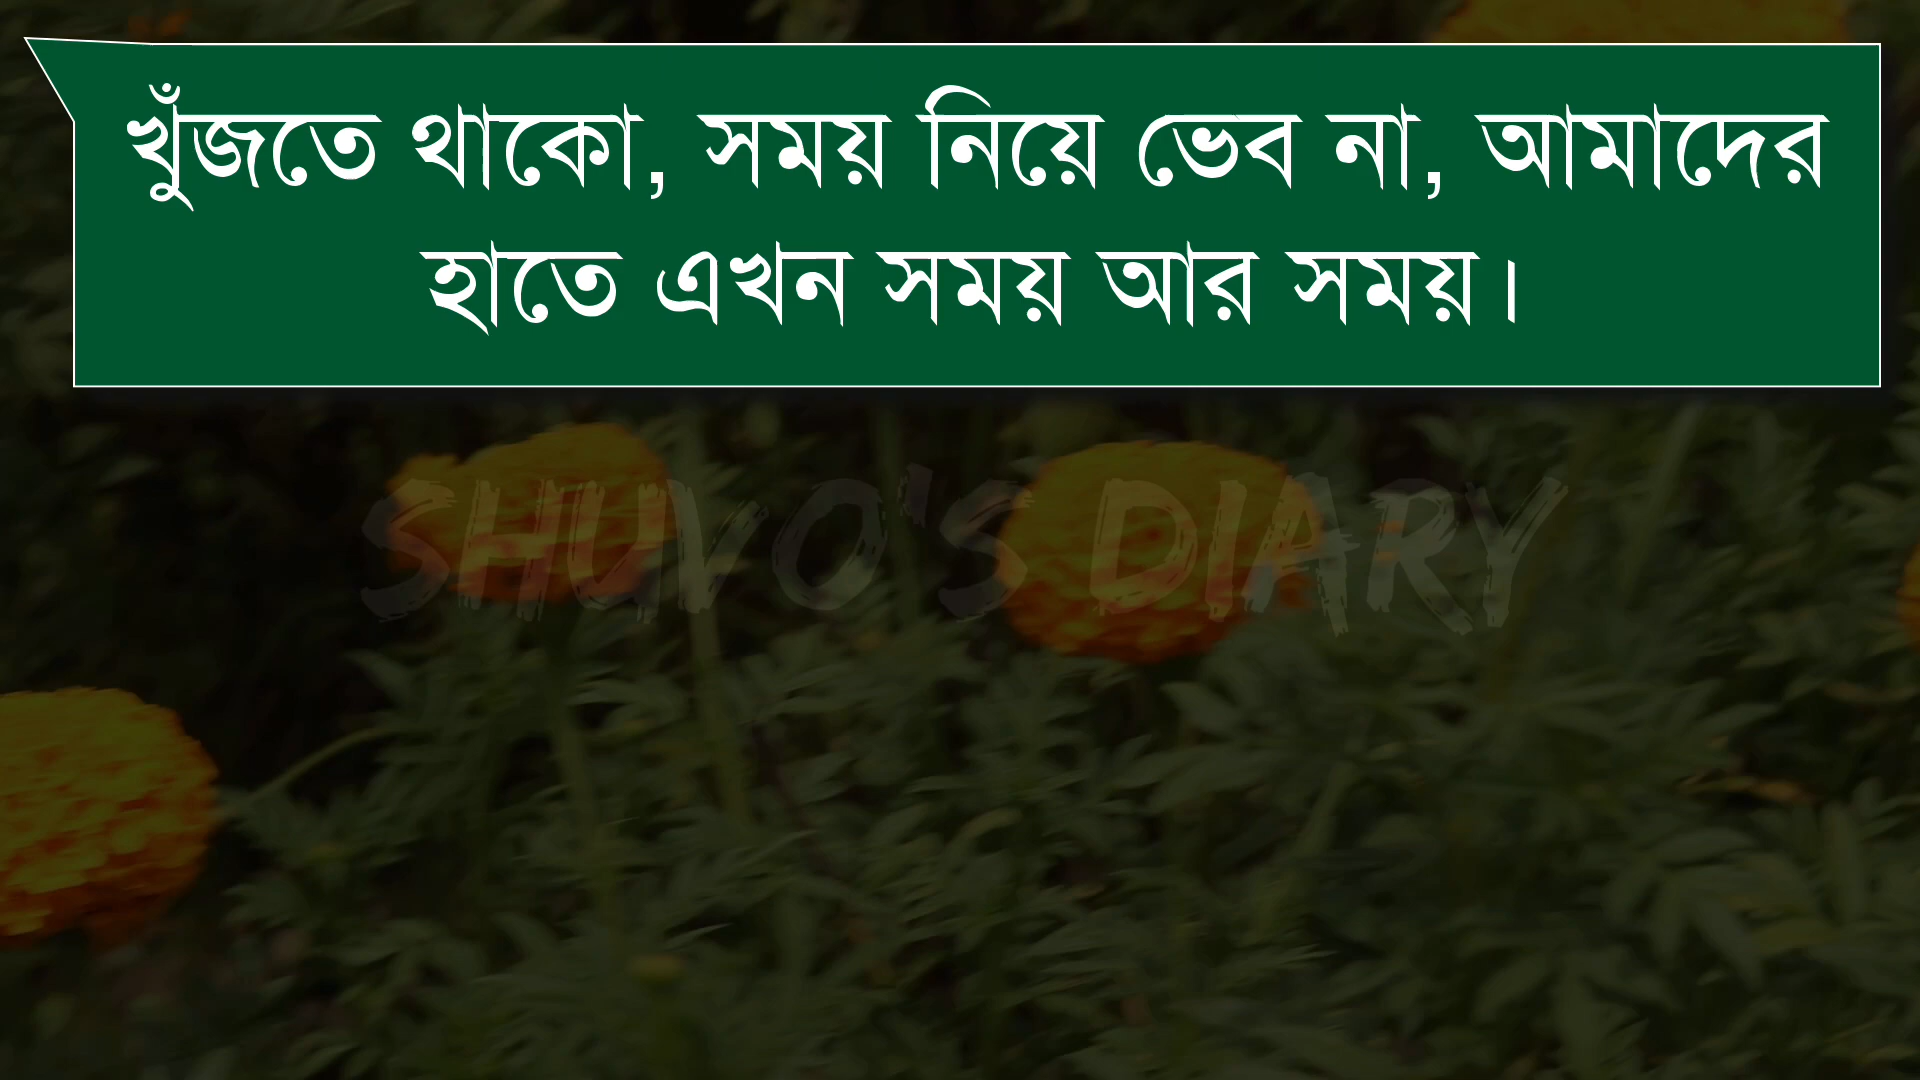 খুঁজতে থাকো, সময় নিয়ে ভেব না, আমাদের
হাতে এখন সময় আর সময়।
SHUVO'S DIARY